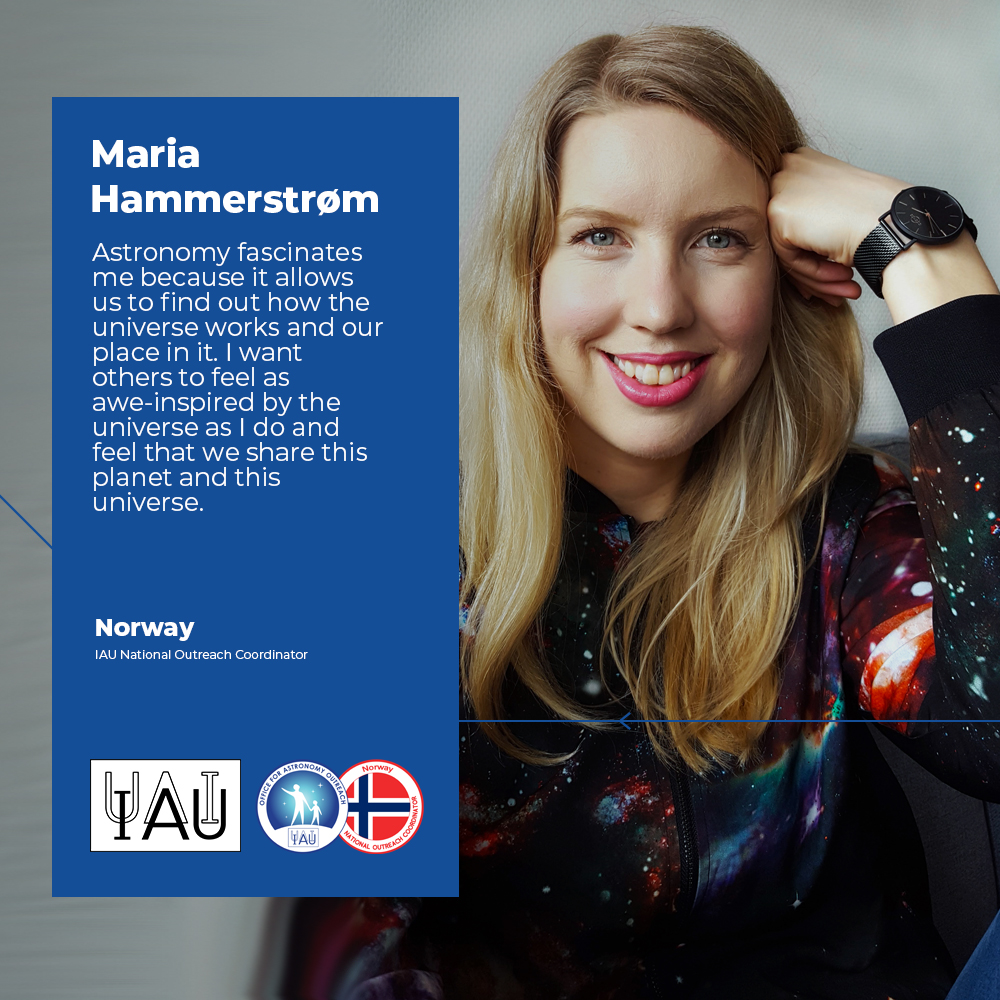 Maria
Hammerstrøm
Astronomy fascinates
me because it allows
us to find out how the
universe works and our
place in it. I want
others to feel as
awe-inspired by the
universe as I do and
feel that we share this
planet and this
universe.
Norway
IAU National Outreach Coordinator
UAI
IAU
OFFICE FOR ASTRONOMY OUTREACH
UAI
IAU
Norway
NATIONAL OUTREACH COORDINATOR